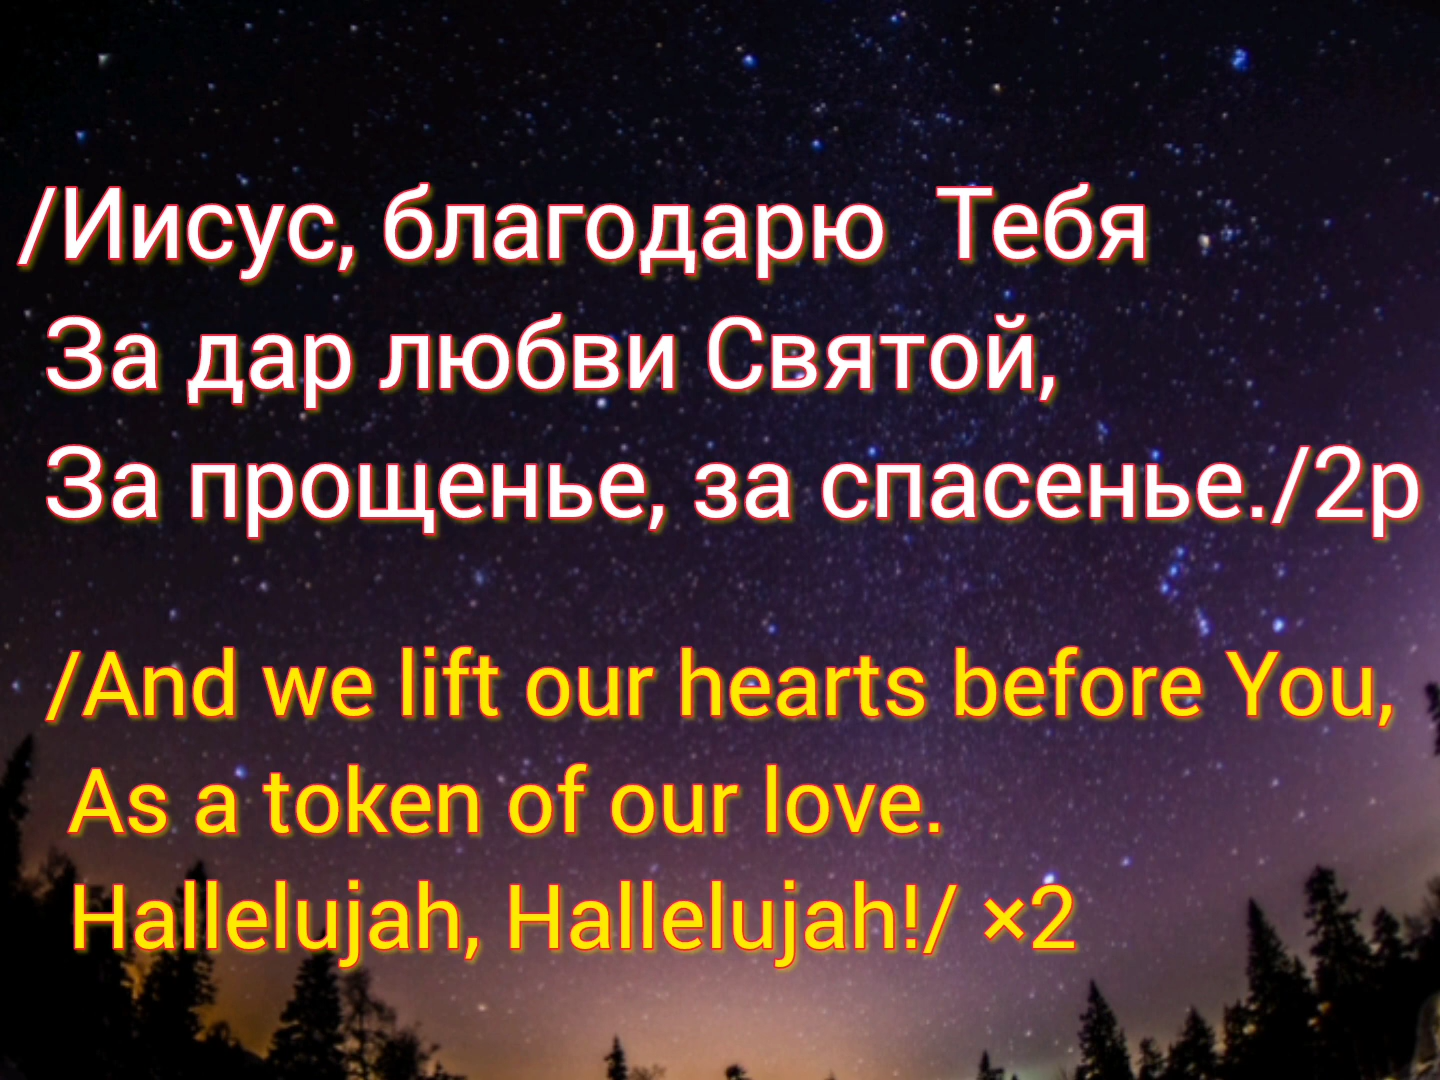 /Иисус, благодарю Тебя
За дар любви Святой,
За прощенье, за спасенье./2р
/And we lift our hearts before You,
As a token of our love.
Hallelujah, Hallelujah!/ ×2